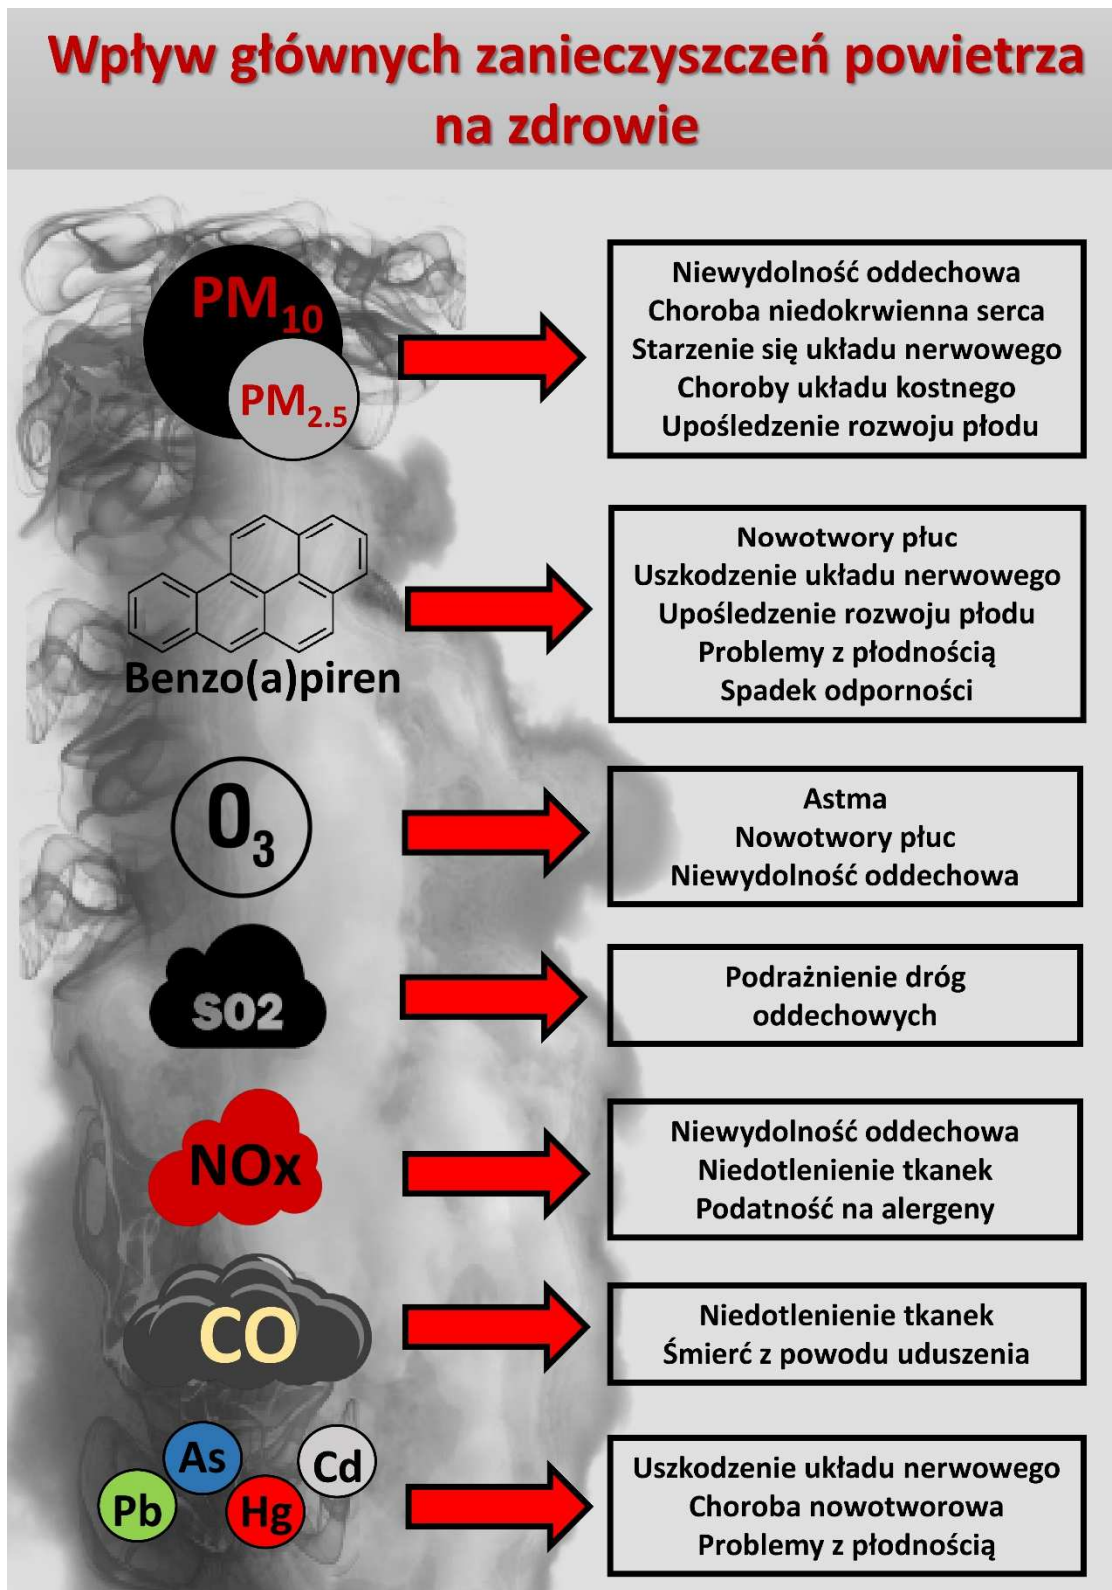 Wpływ głównych zanieczyszczeń powietrza
na zdrowie
PM10
PM2.5
Niewydolność oddechowa
Choroba niedokrwienna serca
Starzenie się układu nerwowego
Choroby układu kostnego
Upośledzenie rozwoju płodu
Benzo(a)piren
Nowotwory płuc
Uszkodzenie układu nerwowego
Upośledzenie rozwoju płodu
Problemy z płodnością
Spadek odporności
O3
Astma
Nowotwory płuc
Niewydolność oddechowa
SO2
Podrażnienie dróg
oddechowych
NOx
Niewydolność oddechowa
Niedotlenienie tkanek
Podatność na alergeny
CO
Niedotlenienie tkanek
Śmierć z powodu uduszenia
Pb
As
Hg
Cd
Uszkodzenie układu nerwowego
Choroba nowotworowa
Problemy z płodnością